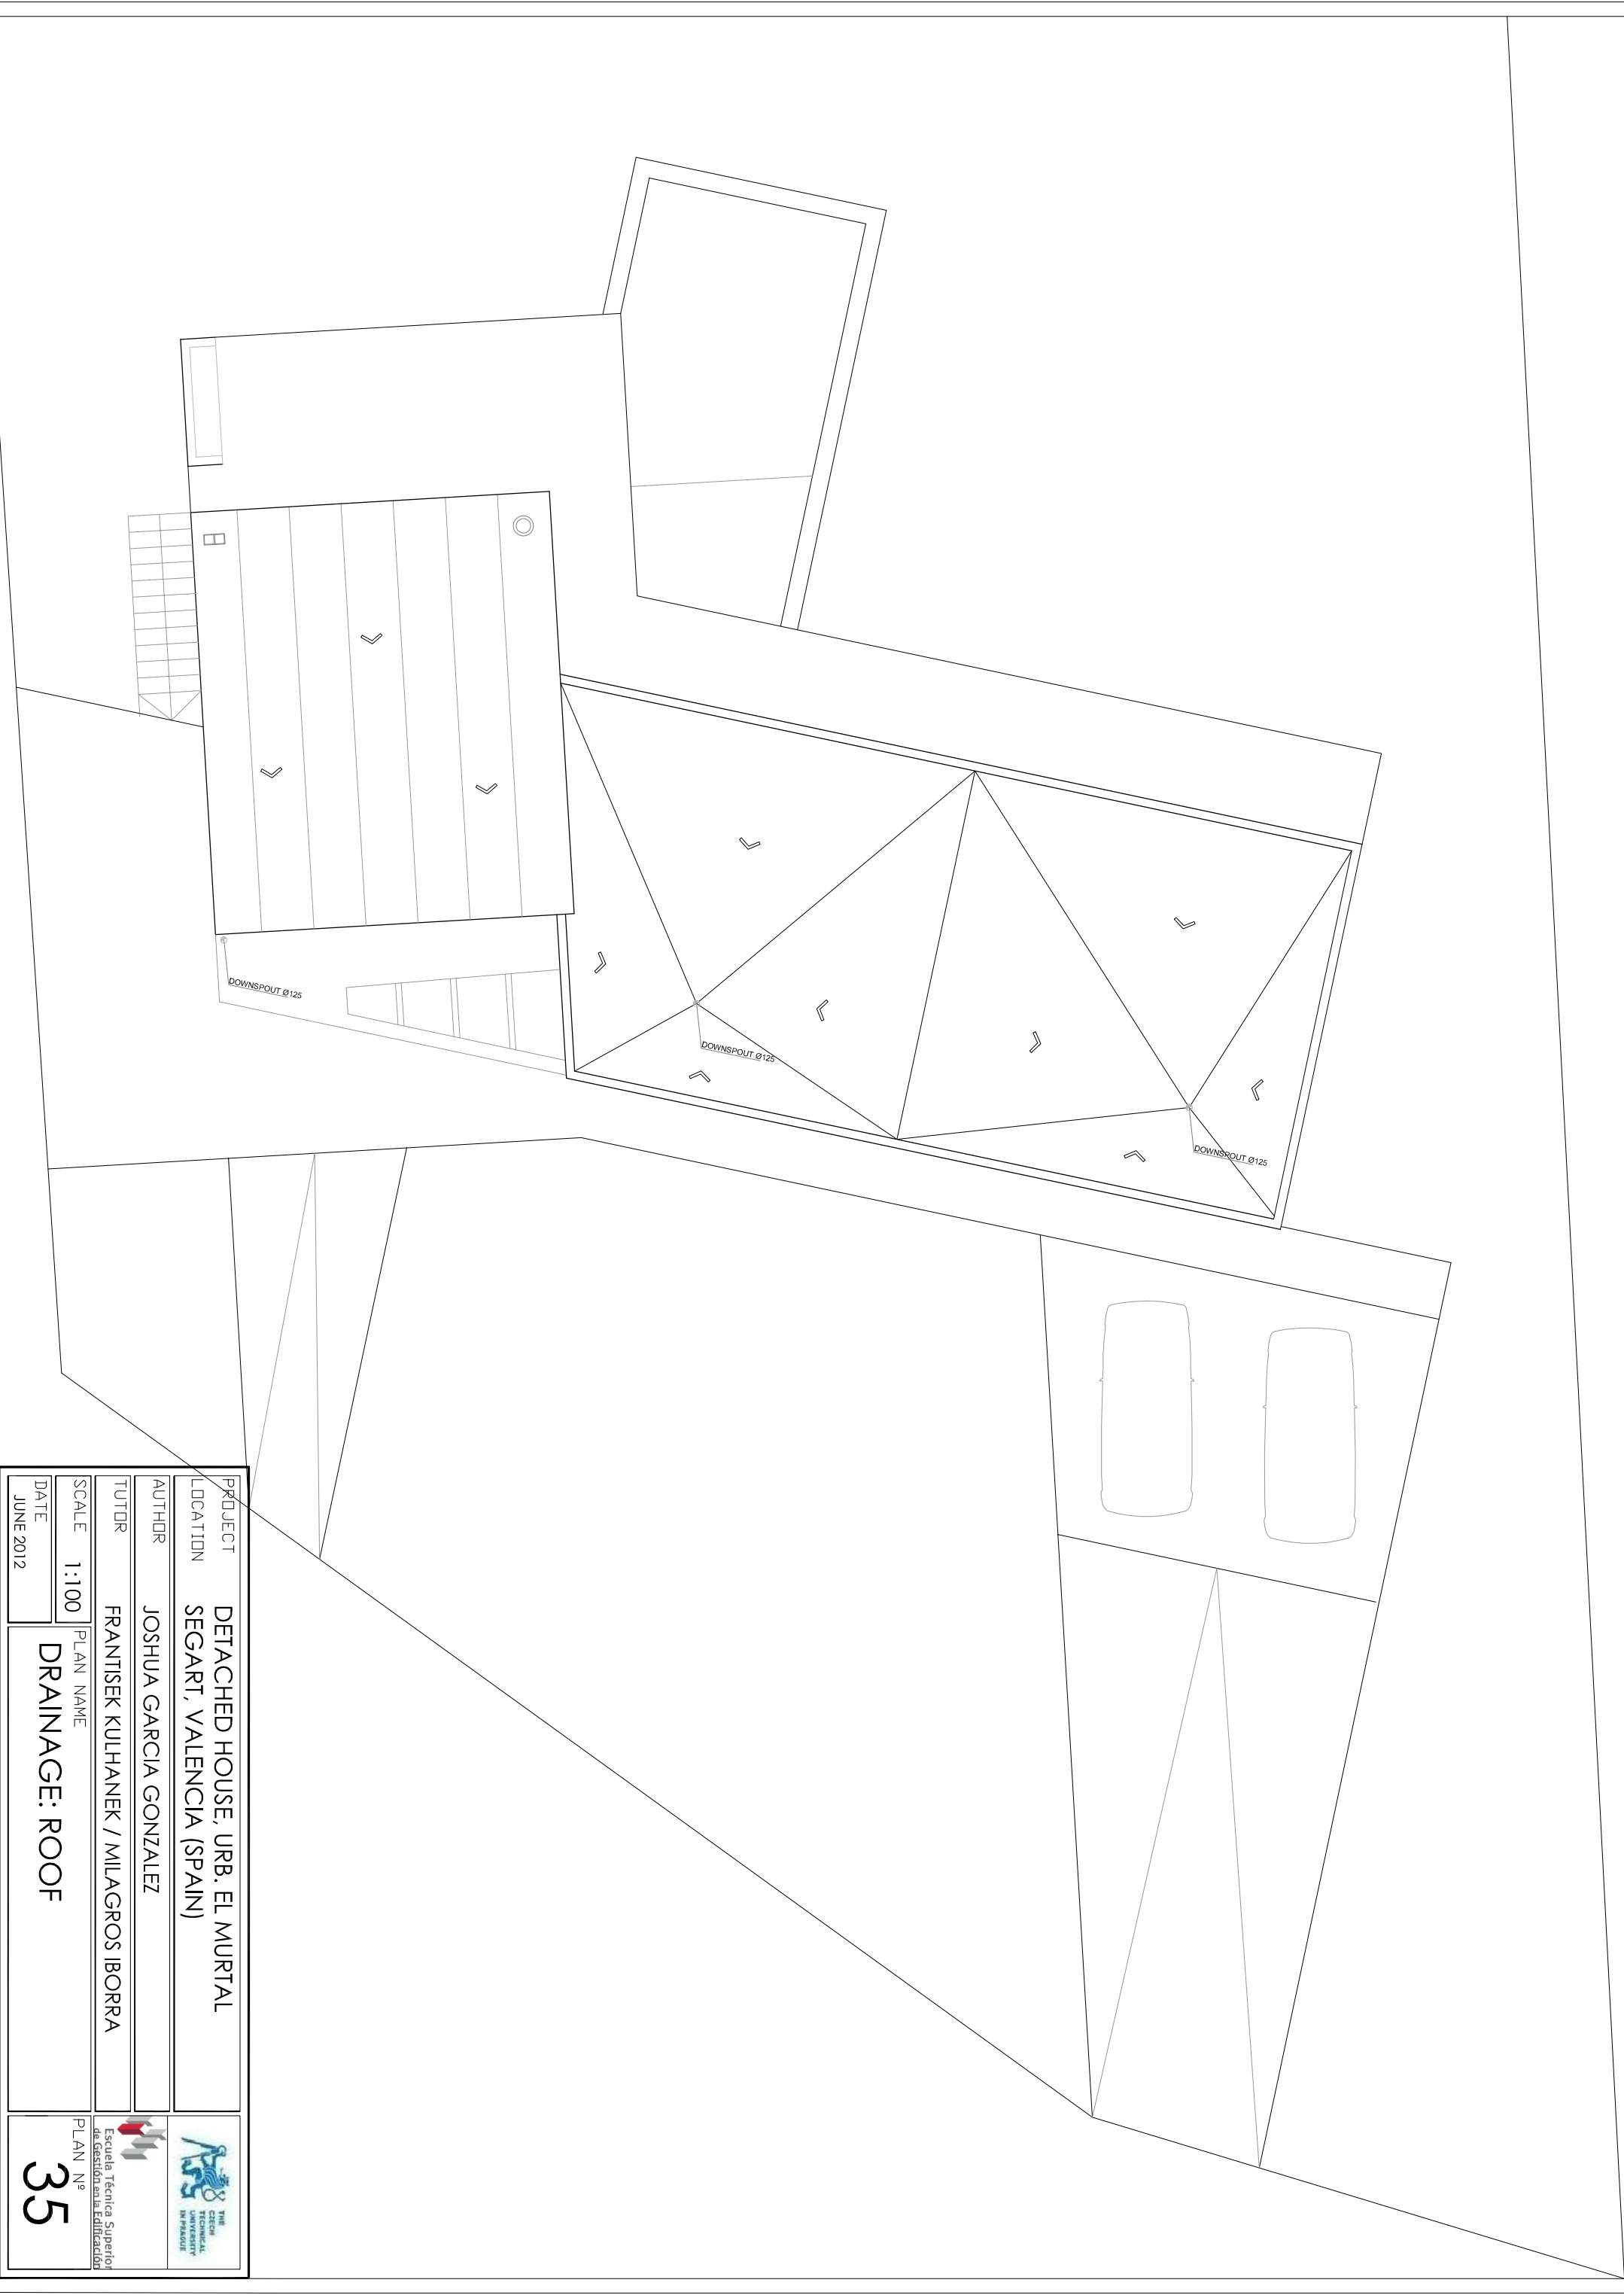 DOWNSPOUT Ø125
DOWNSPOUT Ø125
DOWNSPOUT Ø125
PROJECT
LOCATION
DETACHED HOUSE, URB. EL MURTAL
SEGART, VALENCIA (SPAIN)
AUTHOR
JOSHUA GARCIA GONZALEZ
TUTOR
FRANTISEK KULHANEK / MILAGROS IBORRA
SCALE
1:100
DATE
JUNE 2012
PLAN NAME
DRAINAGE: ROOF
THE
CZECH
TECHNICAL
UNIVERSITY
IN PRAGUE
Escuela Técnica Superior
de Gestión en la Edificación
PLAN Nº
35